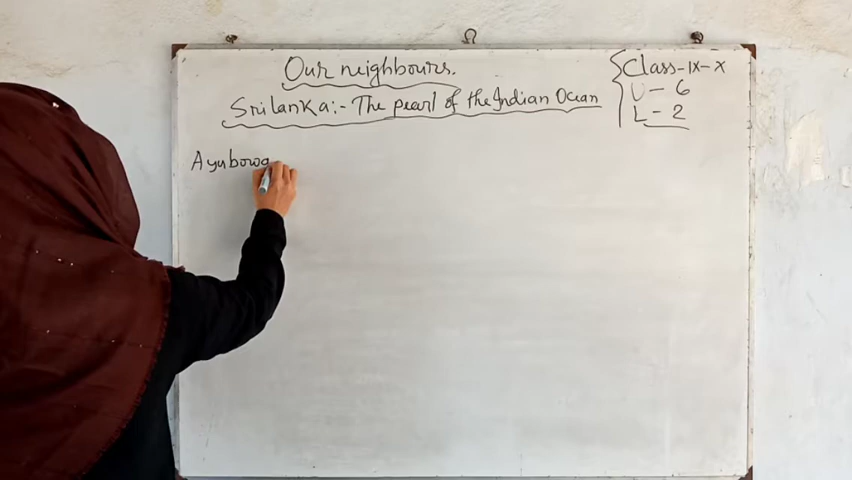 Our neighbours.
Srilanka:- The pearl of the Indian Ocean
Class-IX-X
U-6
L-2
Ayubowa